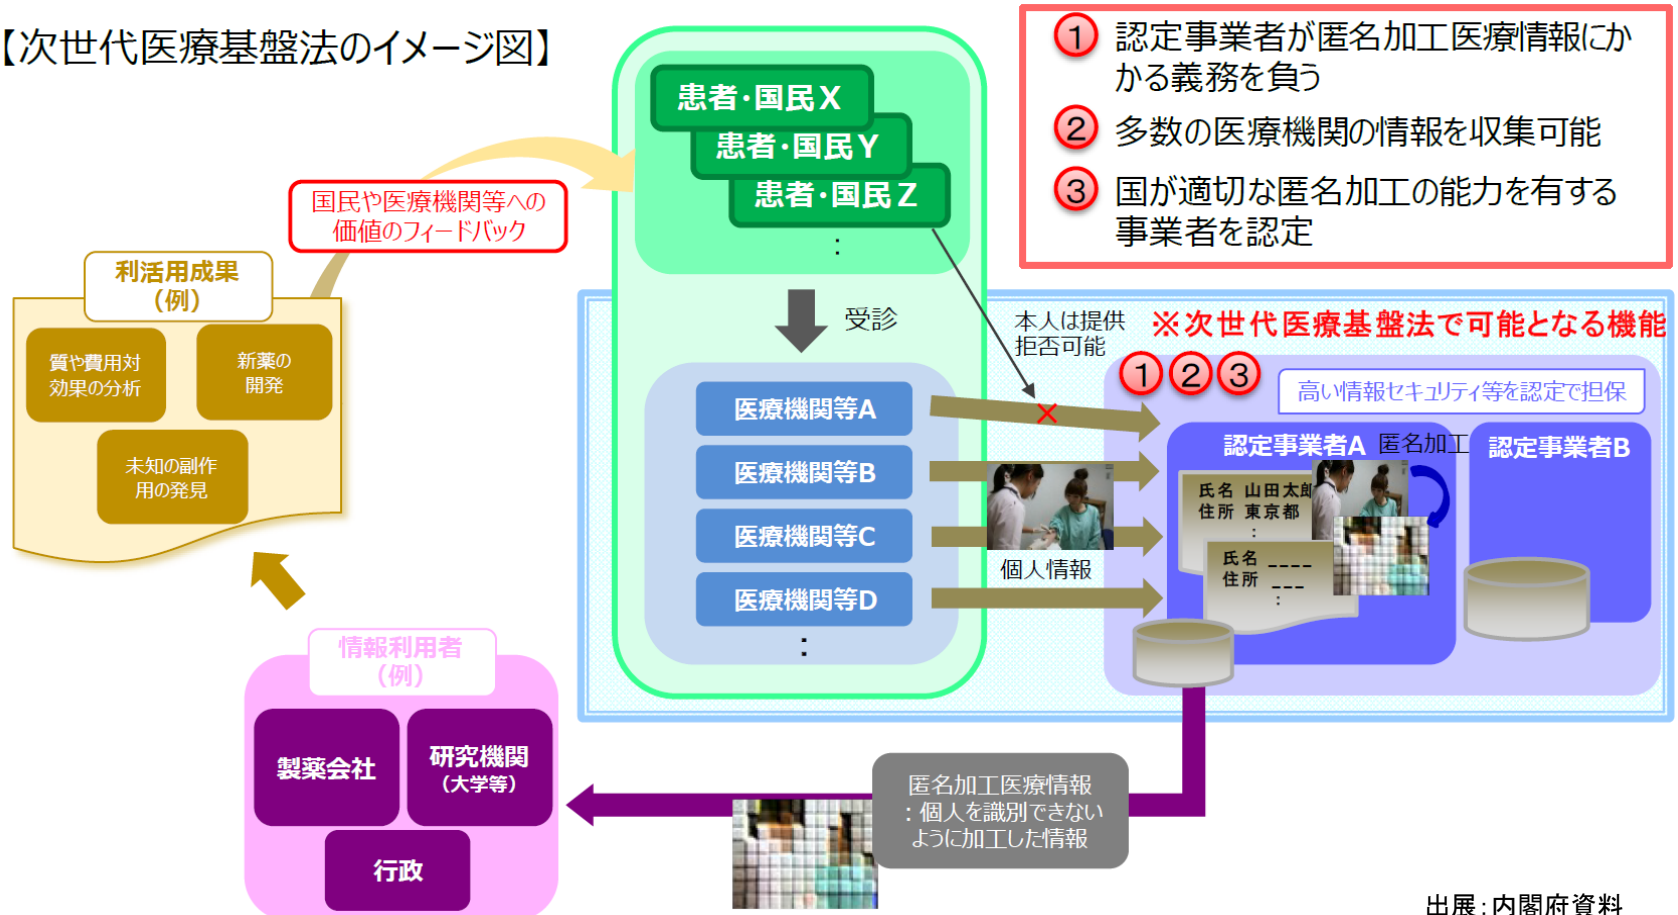 【次世代医療基盤法のイメージ図】
① 認定事業者が匿名加工医療情報にか
かる義務を負う
② 多数の医療機関の情報を収集可能
③ 国が適切な匿名加工の能力を有する
事業者を認定
患者・国民X
患者・国民Y
患者・国民Z
：
国民や医療機関等への
価値のフィードバック
利活用成果
（例）
質や費用対
効果の分析
新薬の
開発
未知の副作
用の発見
受診
本人は提供
拒否可能
※次世代医療基盤法で可能となる機能
①②③
高い情報セキュリティ等を認定で担保
医療機関等A
医療機関等B
医療機関等C
医療機関等D
：
個人情報
認定事業者A
匿名加工
認定事業者B
氏名 山田太郎
住所 東京都
：
氏名 ----
住所 ---
：
情報利用者
（例）
製薬会社
研究機関
（大学等）
行政
匿名加工医療情報
：個人を識別できない
ように加工した情報
出展：内閣府資料